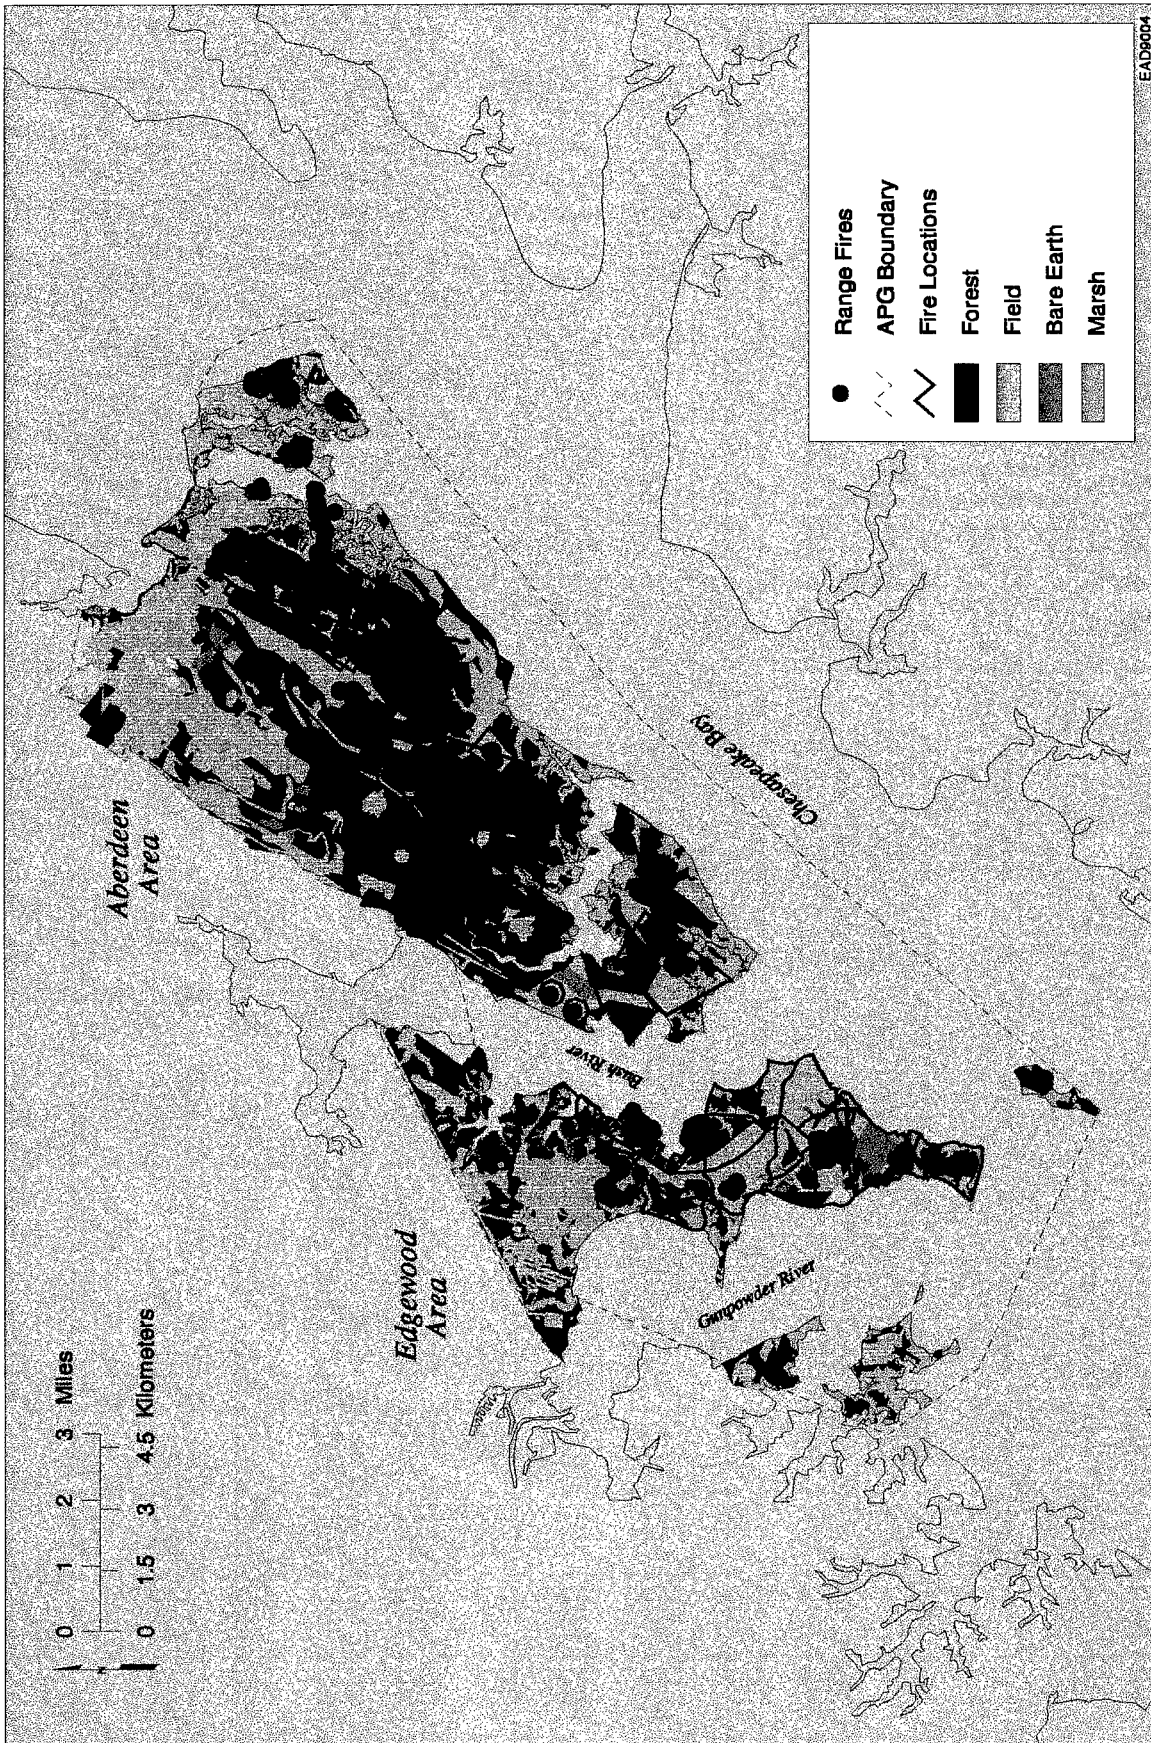 0 1 2 3 Miles
0 1.5 3 4.5 Kilometers
N
Aberdeen
Area
Edgewood
Area
Bush River
Gunpowder River
Chesapeake Bay
Range Fires
APG Boundary
Fire Locations
Forest
Field
Bare Earth
Marsh
EAD9004